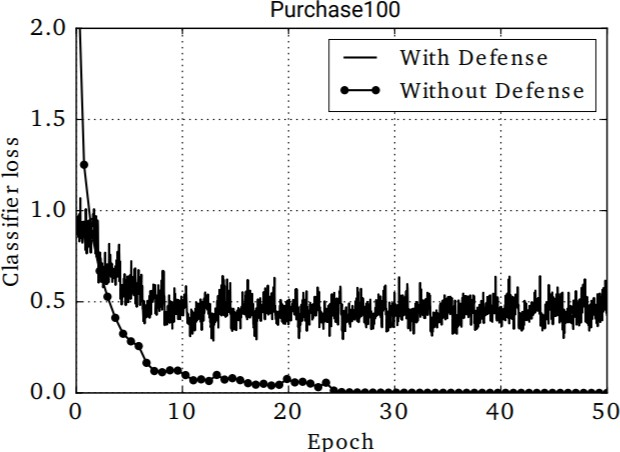 Purchase100
2.0
With Defense
Without Defense
1.5
Classifier loss
1.0
0.5
0.0
0 10 20 30 40 50
Epoch